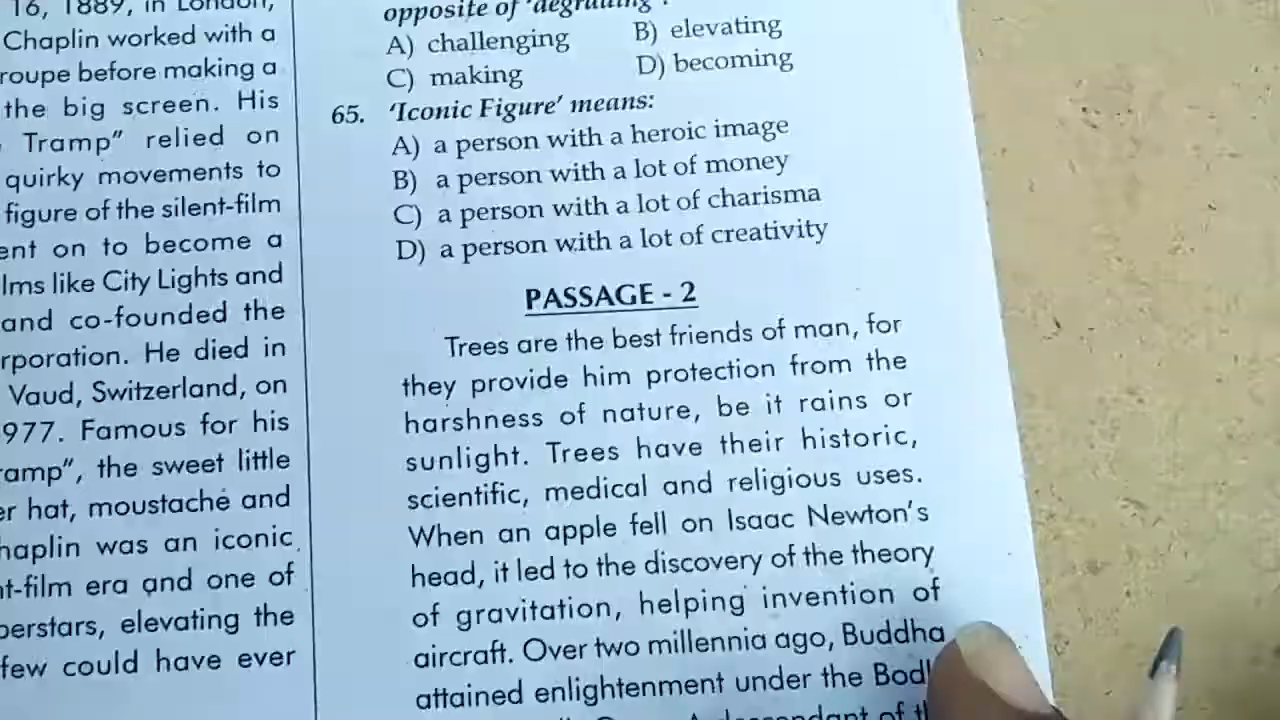 16, 1889, in London,
Chaplin worked with a
roupe before making a
the big screen. His
Tramp” relied on
quirky movements to
figure of the silent-film
ent on to become a
lms like City Lights and
and co-founded the
rporation. He died in
Vaud, Switzerland, on
977. Famous for his
ramp”, the sweet little
er hat, moustache and
haplin was an iconic
nt-film era and one of
perstars, elevating the
few could have ever
opposite of 'degrading'.
A) challenging B) elevating
C) making D) becoming
65. 'Iconic Figure' means:
A) a person with a heroic image
B) a person with a lot of money
C) a person with a lot of charisma
D) a person with a lot of creativity
PASSAGE - 2
Trees are the best friends of man, for
they provide him protection from the
harshness of nature, be it rains or
sunlight. Trees have their historic,
scientific, medical and religious uses.
When an apple fell on Isaac Newton's
head, it led to the discovery of the theory
of gravitation, helping invention of
aircraft. Over two millennia ago, Buddha
attained enlightenment under the
descendant of